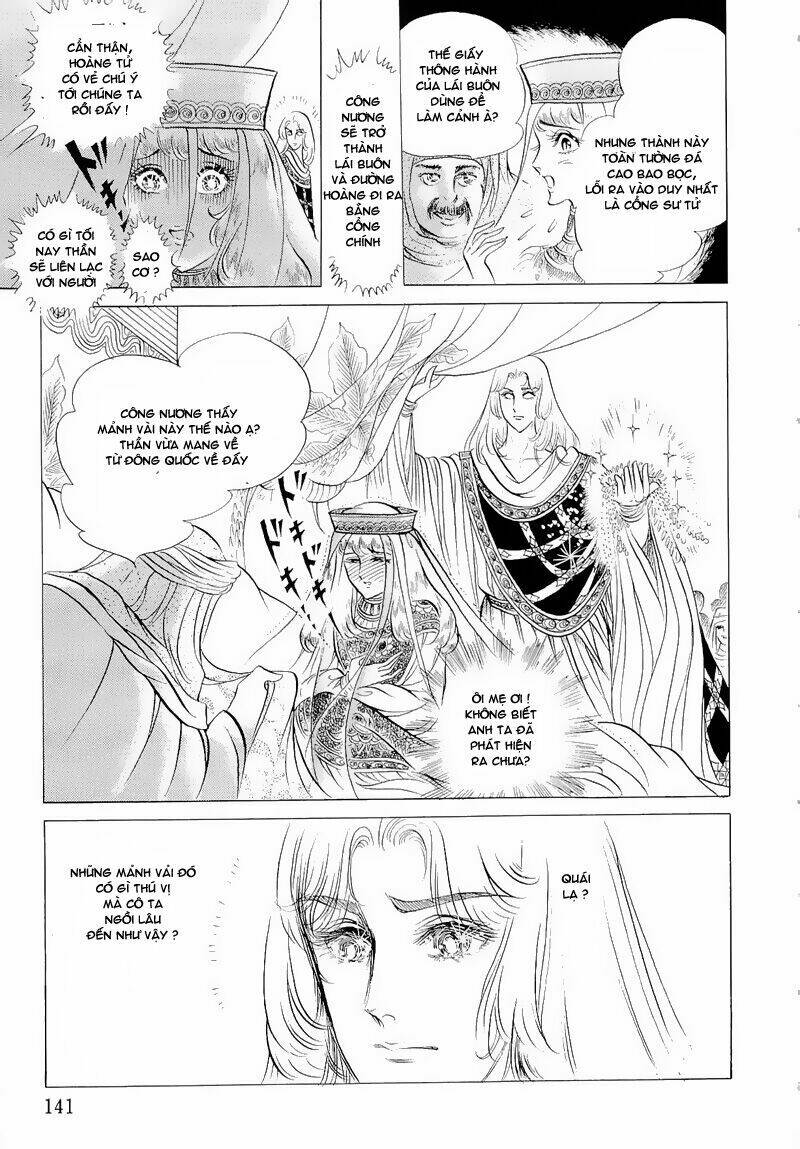 NHƯNG THÀNH NÀY
TOÀN TƯỜNG ĐÁ
CAO BAO BỌC,
LỐI RA VÀO DUY NHẤT
LÀ CỔNG SƯ TỬ
THẾ GIẤY
THÔNG HÀNH
CỦA LÁI BUÔN
DÙNG ĐỂ
LÀM CẢNH À?
CÔNG
NƯƠNG
SẼ TRỞ
THÀNH
LÁI BUÔN
VÀ ĐƯỜNG
HOÀNG ĐI RA
BẰNG
CỔNG
CHÍNH
CẨN THẬN,
HOÀNG TỬ
CÓ VẺ CHÚ Ý
TỚI CHÚNG TA
RỒI ĐẤY !
SAO
CƠ ?
CÓ GÌ TỐI
NAY THẦN
SẼ LIÊN LẠC
VỚI NGƯỜI
ドキ
CÔNG NƯƠNG THẤY
MẢNH VẢI NÀY THẾ NÀO Ạ?
THẦN VỪA MANG VỀ
TỪ ĐÔNG QUỐC VỀ ĐẤY
ドキ
ドキ
ÔI MẸ ƠI !
KHÔNG BIẾT
ANH TA ĐÃ
PHÁT HIỆN
RA CHƯA?
QUÁI
LẠ ?
NHỮNG MẢNH VẢI ĐÓ
CÓ GÌ THÚ VỊ
MÀ CÔ TA
NGỒI LÂU
ĐẾN NHƯ VẬY ?
141